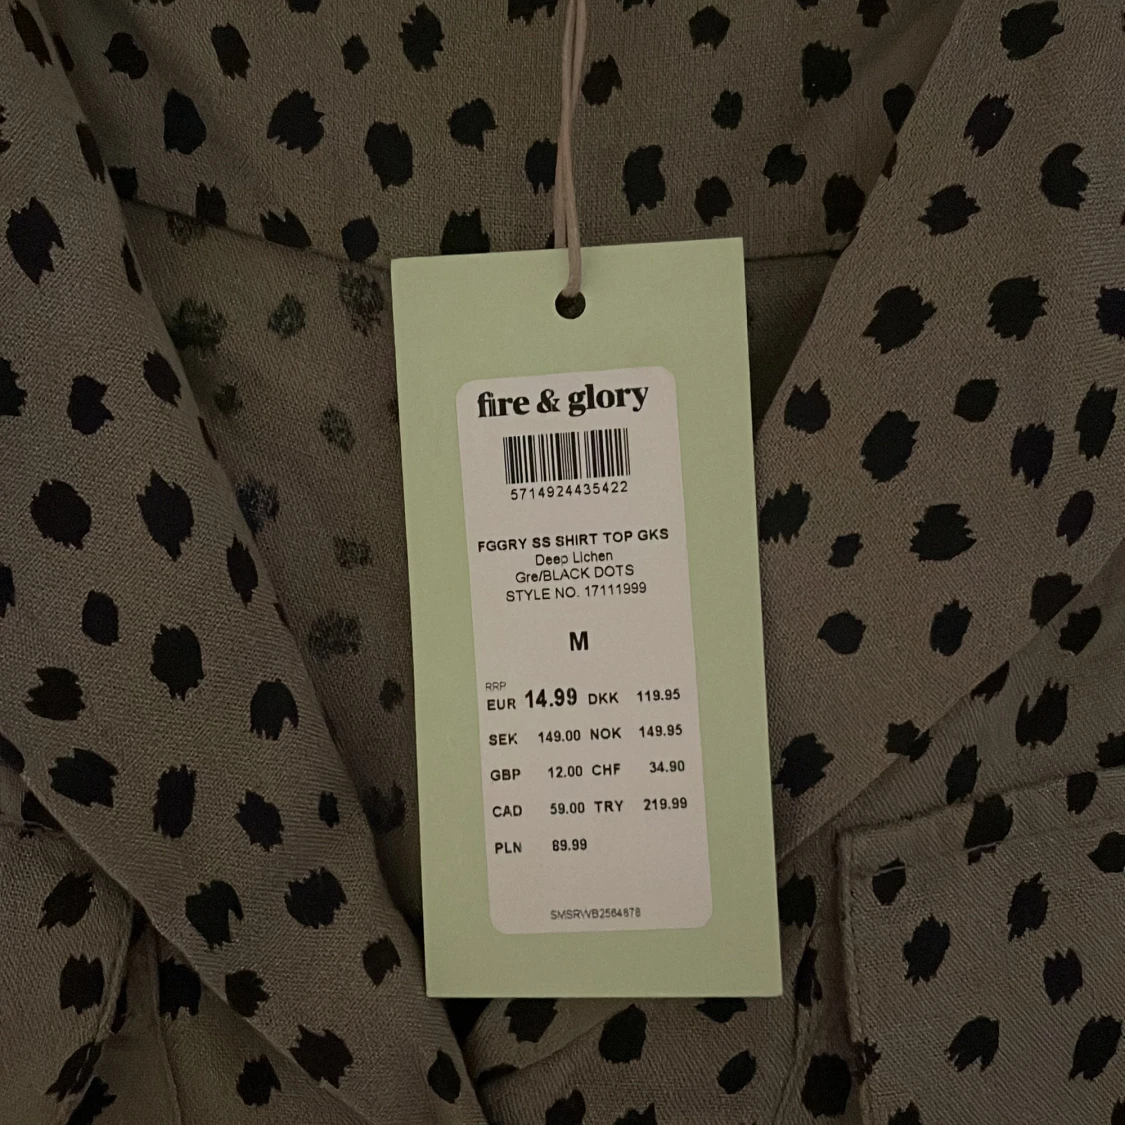 fire & glory
5714924435422
FGGRY SS SHIRT TOP GKS
Deep Lichen
Gre/BLACK DOTS
STYLE NO. 17111999
M
RRP
EUR 14.99 DKK 119.95
SEK 149.00 NOK 149.95
GBP 12.00 CHF 34.90
CAD 59.00 TRY 219.99
PLN 89.99
SMSRWB2564878